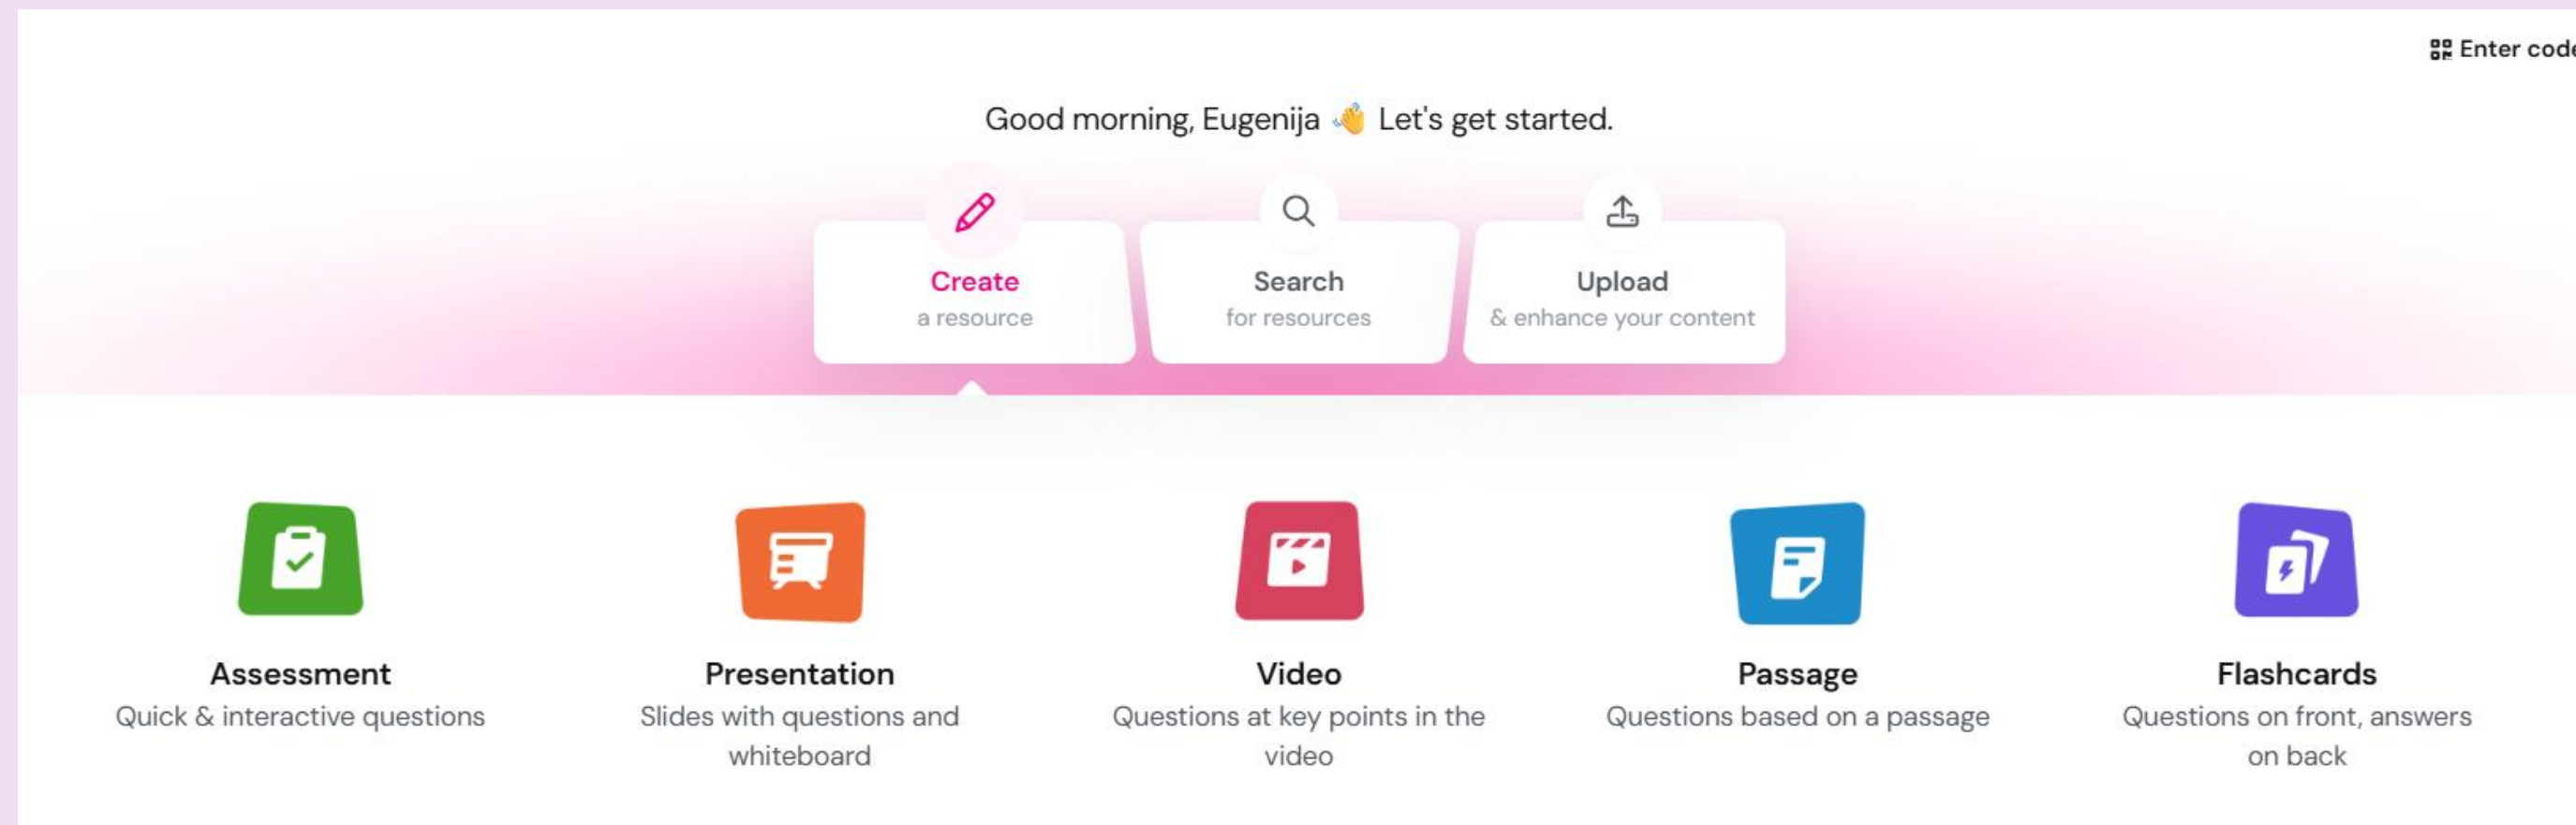 Enter code
Good morning, Eugenija 👋 Let's get started.
Create
a resource
Search
for resources
Upload
& enhance your content
Assessment
Quick & interactive questions
Presentation
Slides with questions and
whiteboard
Video
Questions at key points in the
video
Passage
Questions based on a passage
Flashcards
Questions on front, answers
on back